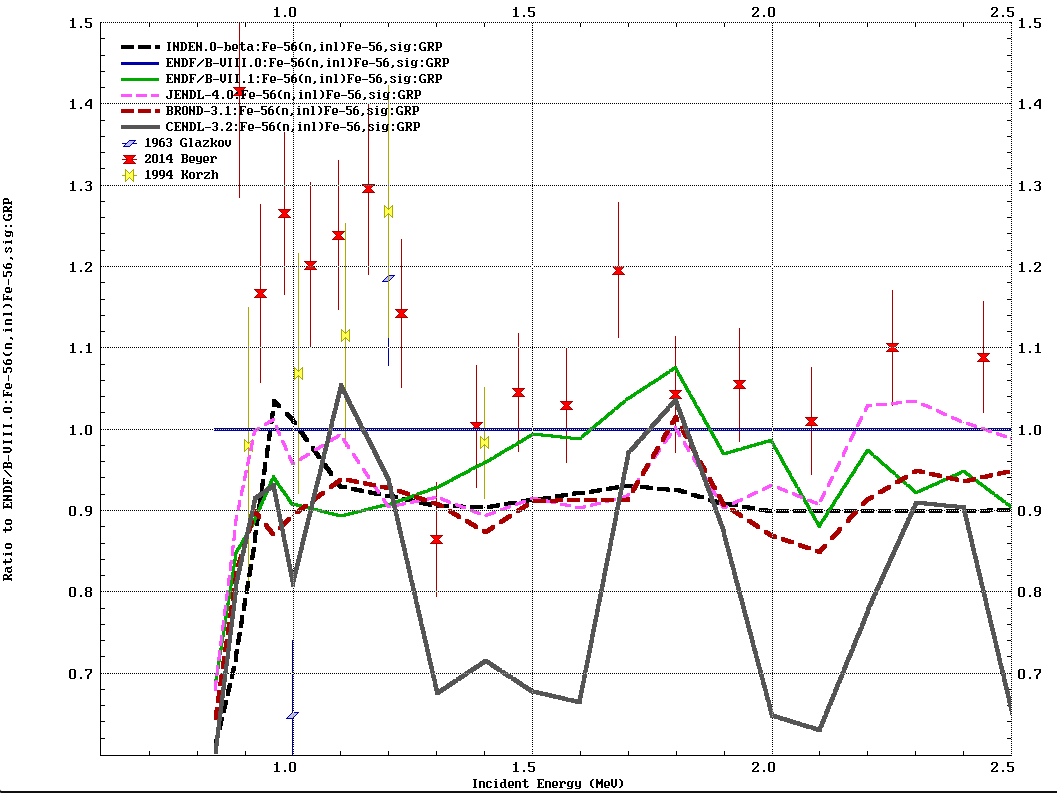 1.0 1.5 2.0 2.5
1.5 1.5
INDEN.0-beta:Fe-56(n,inl)Fe-56,sig:GRP
ENDF/B-VIII.0:Fe-56(n,inl)Fe-56,sig:GRP
ENDF/B-VII.1:Fe-56(n,inl)Fe-56,sig:GRP
JENDL-4.0:Fe-56(n,inl)Fe-56,sig:GRP
1.4 1.4
BROND-3.1:Fe-56(n,inl)Fe-56,sig:GRP
CENDL-3.2:Fe-56(n,inl)Fe-56,sig:GRP
1963 Glazkov
2014 Beyer
1994 Korzh
1.3 1.3
1.2 1.2
1.1 1.1
1.0 1.0
0.9 0.9
0.8 0.8
0.7 0.7
Ratio to ENDF/B-VIII.0:Fe-56(n,inl)Fe-56,sig:GRP
1.0 1.5 2.0 2.5
Incident Energy (MeV)